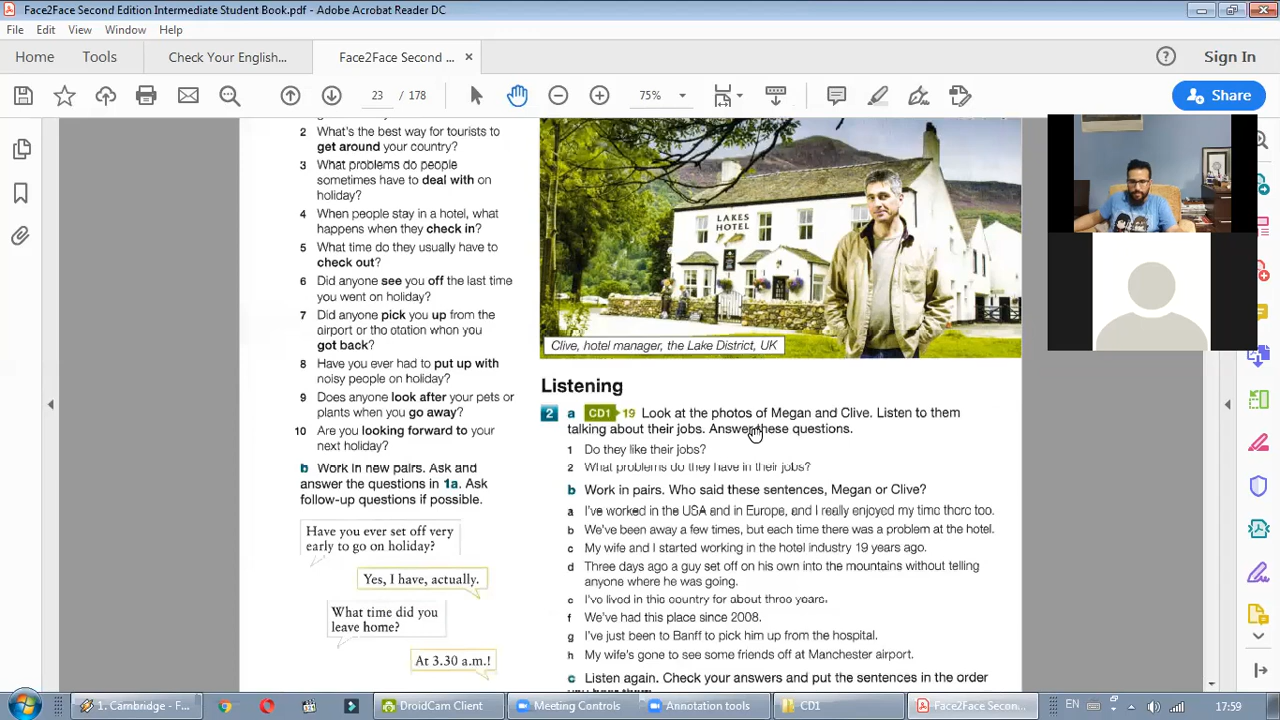 Face2Face Second Edition Intermediate Student Book.pdf - Adobe Acrobat Reader DC
File Edit View Window Help
Home Tools Check Your English... Face2Face Second ... × Sign In
23 / 178 75% Share
2 What's the best way for tourists to
get around your country?
3 What problems do people
sometimes have to deal with on
holiday?
4 When people stay in a hotel, what
happens when they check in?
5 What time do they usually have to
check out?
6 Did anyone see you off the last time
you went on holiday?
7 Did anyone pick you up from the
airport or the station when you
got back?
8 Have you ever had to put up with
noisy people on holiday?
9 Does anyone look after your pets or
plants when you go away?
10 Are you looking forward to your
next holiday?
b Work in new pairs. Ask and
answer the questions in 1a. Ask
follow-up questions if possible.
Have you ever set off very
early to go on holiday?
Yes, I have, actually.
What time did you
leave home?
At 3.30 a.m.!
LAKES
HOTEL
Clive, hotel manager, the Lake District, UK
Listening
2 a CD1 19 Look at the photos of Megan and Clive. Listen to them
talking about their jobs. Answer these questions.
1 Do they like their jobs?
2 What problems do they have in their jobs?
b Work in pairs. Who said these sentences, Megan or Clive?
a I've worked in the USA and in Europe, and I really enjoyed my time there too.
b We've been away a few times, but each time there was a problem at the hotel.
c My wife and I started working in the hotel industry 19 years ago.
d Three days ago a guy set off on his own into the mountains without telling
anyone where he was going.
e I've lived in this country for about three years.
f We've had this place since 2008.
g I've just been to Banff to pick him up from the hospital.
h My wife's gone to see some friends off at Manchester airport.
c Listen again. Check your answers and put the sentences in the order
you hear them.
1. Cambridge - F... DroidCam Client Meeting Controls Annotation tools CD1 Face2Face Secon... EN 17:59